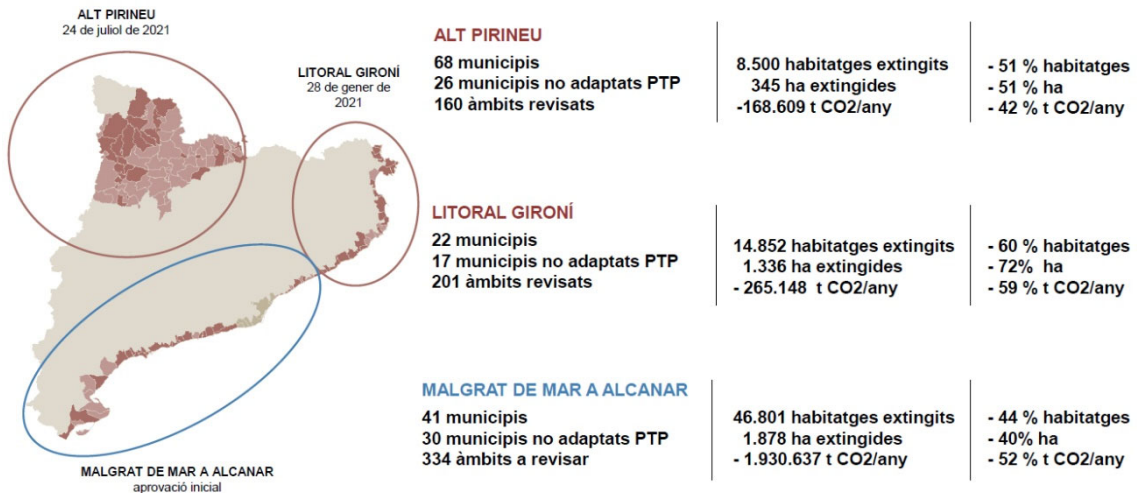 ALT PIRINEU
24 de juliol de 2021
LITORAL GIRONÍ
28 de gener de
2021
MALGRAT DE MAR A ALCANAR
aprovació inicial
ALT PIRINEU
68 municipis
26 municipis no adaptats PTP
160 àmbits revisats
8.500 habitatges extingits
345 ha extingides
-168.609 t CO2/any
- 51 % habitatges
- 51 % ha
- 42 % t CO2/any
LITORAL GIRONÍ
22 municipis
17 municipis no adaptats PTP
201 àmbits revisats
14.852 habitatges extingits
1.336 ha extingides
- 265.148 t CO2/any
- 60 % habitatges
- 72% ha
- 59 % t CO2/any
MALGRAT DE MAR A ALCANAR
41 municipis
30 municipis no adaptats PTP
334 àmbits a revisar
46.801 habitatges extingits
1.878 ha extingides
- 1.930.637 t CO2/any
- 44 % habitatges
- 40% ha
- 52 % t CO2/any